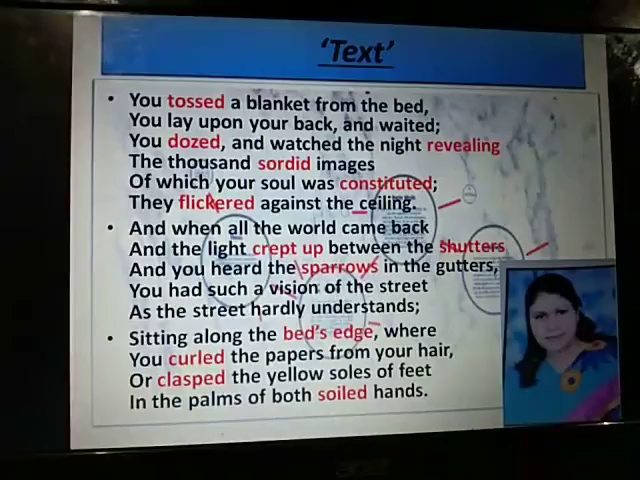 ‘Text’
• You tossed a blanket from the bed,
You lay upon your back, and waited;
You dozed, and watched the night revealing
The thousand sordid images
Of which your soul was constituted;
They flickered against the ceiling.
• And when all the world came back
And the light crept up between the shutters
And you heard the sparrows in the gutters,
You had such a vision of the street
As the street hardly understands;
• Sitting along the bed’s edge, where
You curled the papers from your hair,
Or clasped the yellow soles of feet
In the palms of both soiled hands.